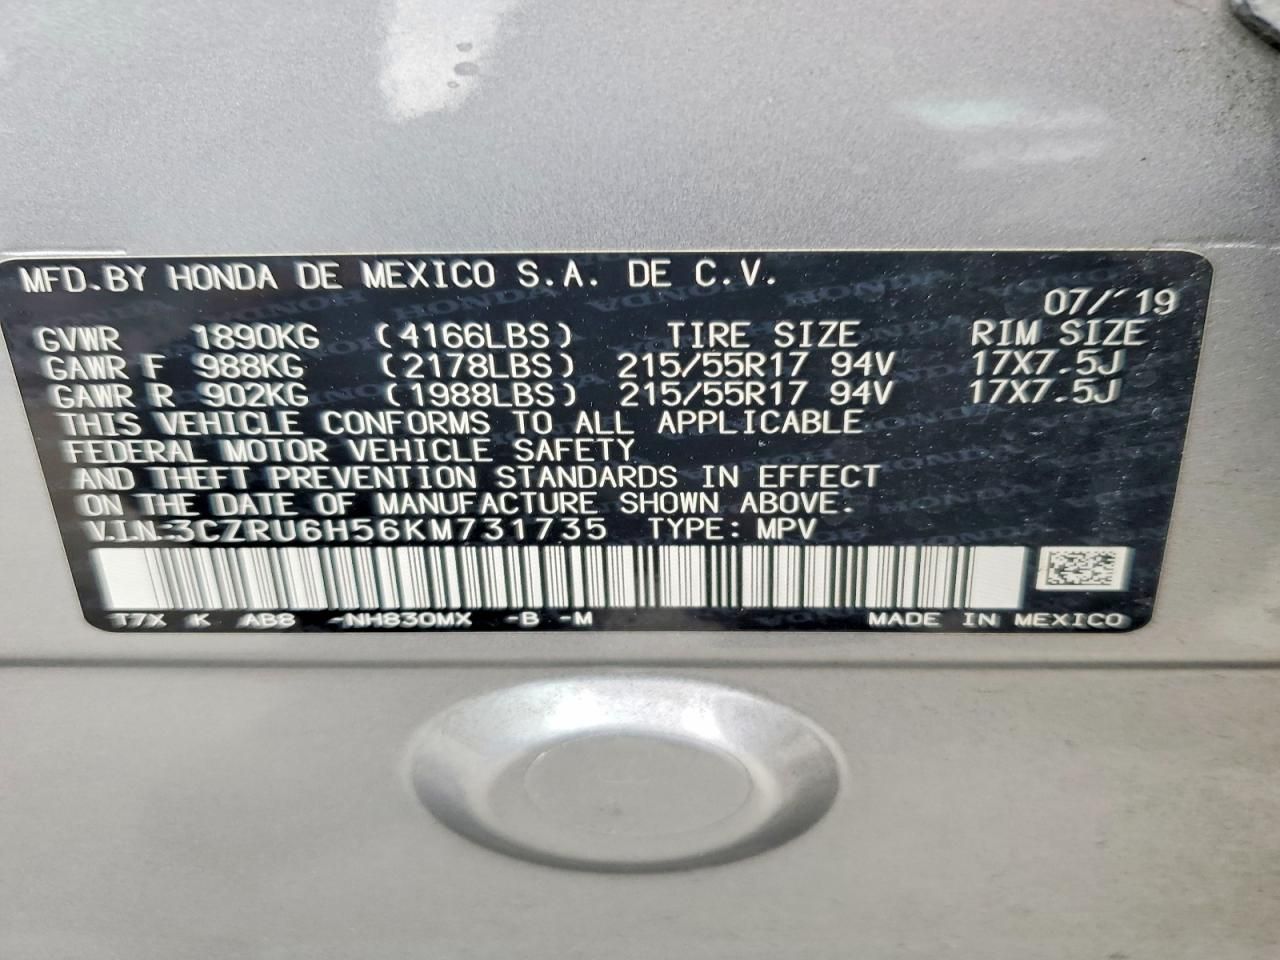 MFD.BY HONDA DE MEXICO S.A. DE C.V.
07/'19
GVWR 1890KG (4166LBS) TIRE SIZE RIM SIZE
GAWR F 988KG (2178LBS) 215/55R17 94V 17X7.5J
GAWR R 902KG (1988LBS) 215/55R17 94V 17X7.5J
THIS VEHICLE CONFORMS TO ALL APPLICABLE
FEDERAL MOTOR VEHICLE SAFETY
AND THEFT PREVENTION STANDARDS IN EFFECT
ON THE DATE OF MANUFACTURE SHOWN ABOVE.
V.I.N:3CZRU6H56KM731735 TYPE: MPV
T7X K AB8 -NH830MX -B -M MADE IN MEXICO